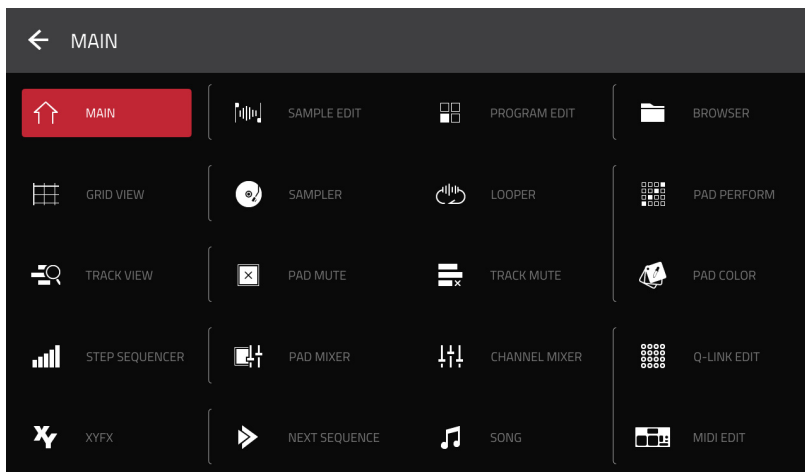 MAIN
MAIN SAMPLE EDIT PROGRAM EDIT BROWSER
GRID VIEW SAMPLER LOOPER PAD PERFORM
TRACK VIEW PAD MUTE TRACK MUTE PAD COLOR
STEP SEQUENCER PAD MIXER CHANNEL MIXER Q-LINK EDIT
XY XYFX NEXT SEQUENCE SONG MIDI EDIT